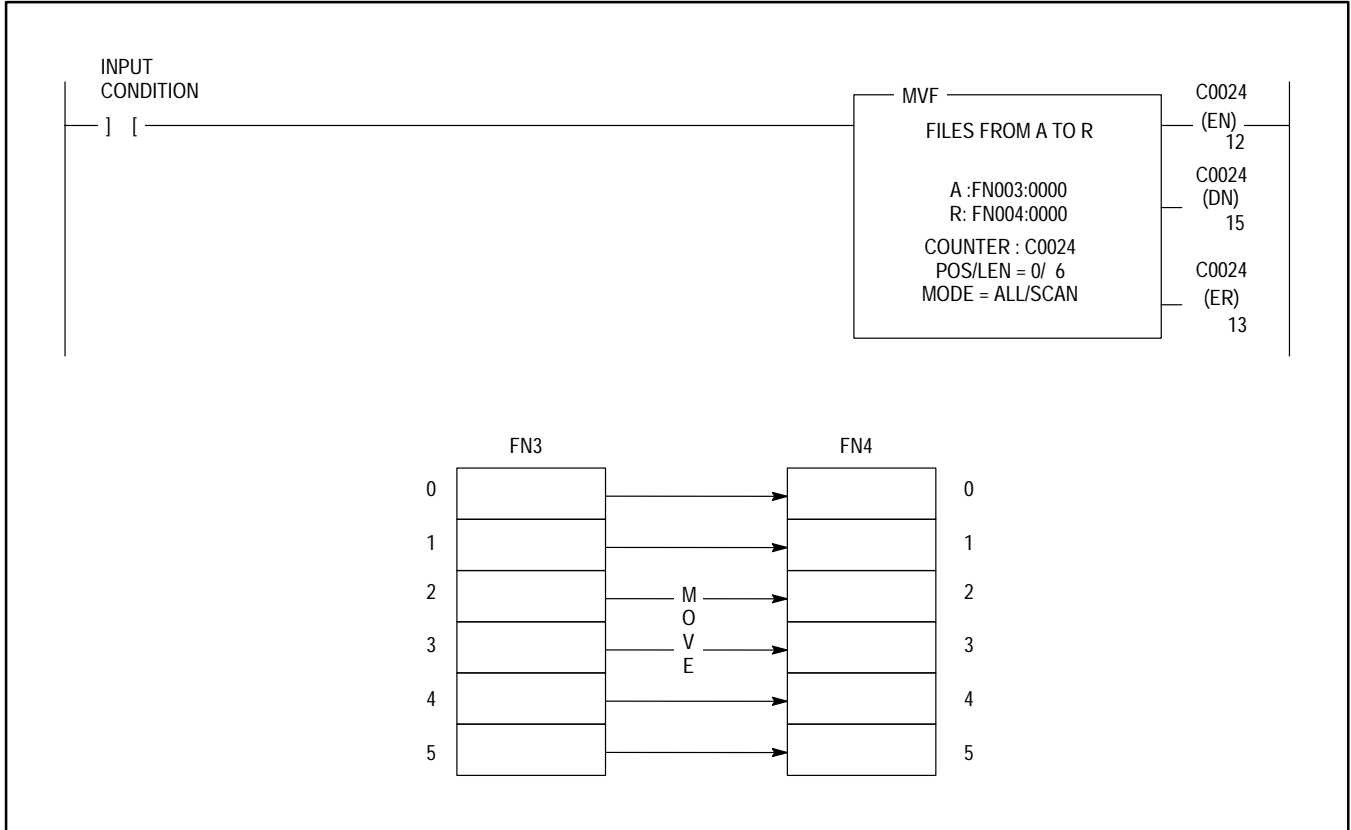 INPUT
CONDITION
] [
MVF
FILES FROM A TO R
A :FN003:0000
R: FN004:0000
COUNTER : C0024
POS/LEN = 0/ 6
MODE = ALL/SCAN
C0024
(EN)
12
C0024
(DN)
15
C0024
(ER)
13
FN3
FN4
0
0
1
1
2
2
3
3
4
4
5
5
M
O
V
E